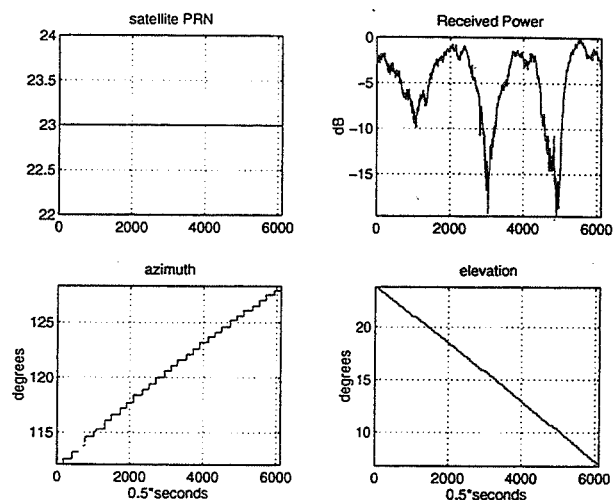 satellite PRN
24
23.5
23
22.5
22
0 2000 4000 6000
Received Power
0
-5
-10
-15
dB
0 2000 4000 6000
azimuth
125
120
115
degrees
0 2000 4000 6000
0.5*seconds
elevation
20
15
10
degrees
0 2000 4000 6000
0.5*seconds